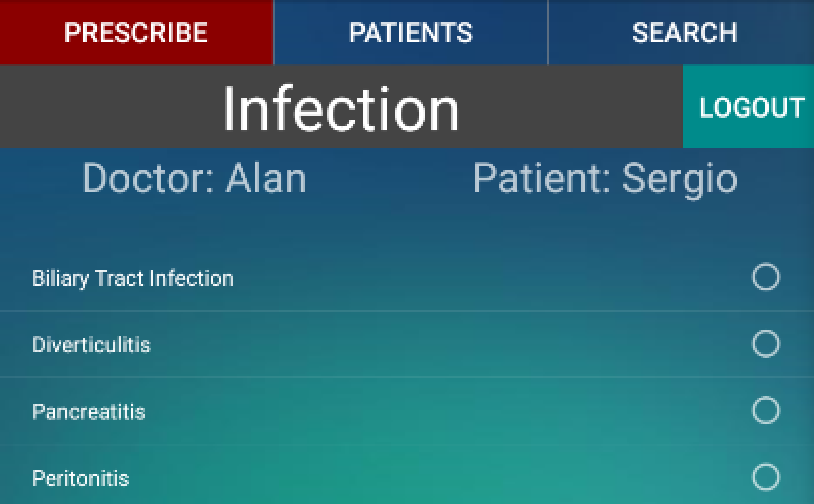 PRESCRIBE PATIENTS SEARCH
Infection LOGOUT
Doctor: Alan Patient: Sergio
Biliary Tract Infection
Diverticulitis
Pancreatitis
Peritonitis